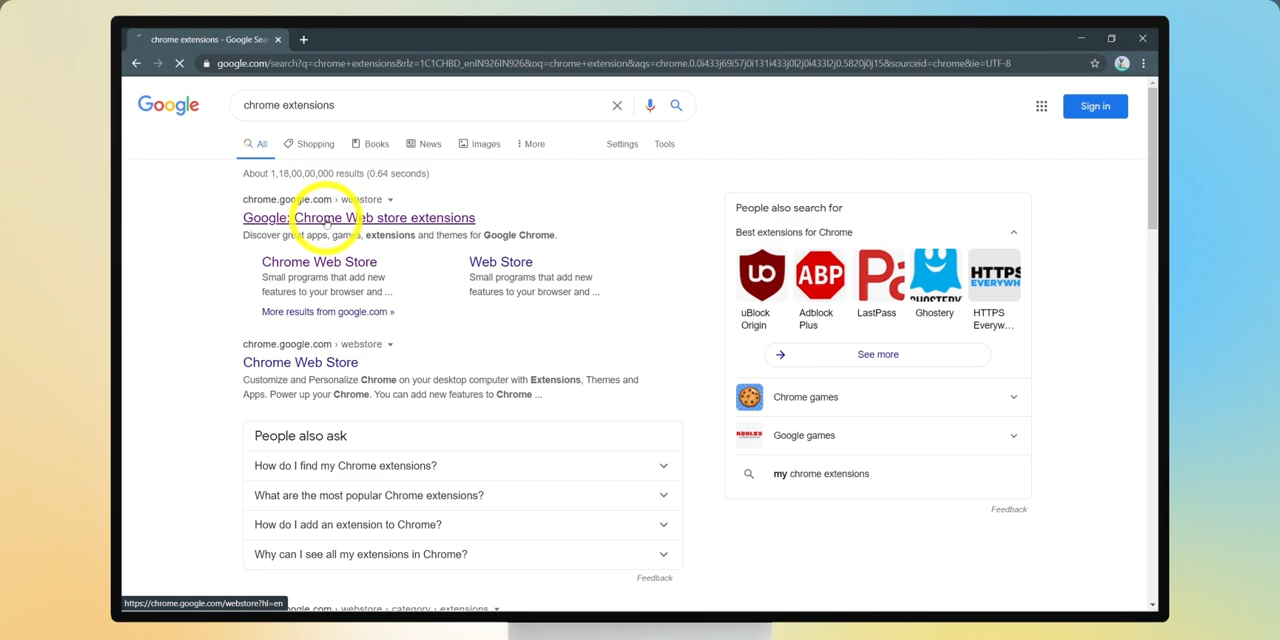 chrome extensions - Google Sea
google.com/search?q=chrome+extensions&rlz=1C1CHBD_enIN926IN926&oq=chrome+extension&aqs=chrome.0.0i433j69i57j0i131i433j0l2j0i433l2j0.5820j0j15&sourceid=chrome&ie=UTF-8
Google
chrome extensions
Sign in
All
Shopping
Books
News
Images
More
Settings
Tools
About 1,18,00,00,000 results (0.64 seconds)
chrome.google.com › webstore
Google: Chrome Web store extensions
Discover great apps, games, extensions and themes for Google Chrome.
Chrome Web Store
Small programs that add new
features to your browser and ...
Web Store
Small programs that add new
features to your browser and ...
More results from google.com »
chrome.google.com › webstore
Chrome Web Store
Customize and Personalize Chrome on your desktop computer with Extensions, Themes and
Apps. Power up your Chrome. You can add new features to Chrome ...
People also ask
How do I find my Chrome extensions?
What are the most popular Chrome extensions?
How do I add an extension to Chrome?
Why can I see all my extensions in Chrome?
Feedback
google.com › webstore › category › extensions
https://chrome.google.com/webstore?hl=en
People also search for
Best extensions for Chrome
UO
ABP
Pa
GHOSTERY
HTTPS
EVERYWH
uBlock
Origin
Adblock
Plus
LastPass
Ghostery
HTTPS
Everyw...
See more
Chrome games
ROBLOX
Google games
my chrome extensions
Feedback